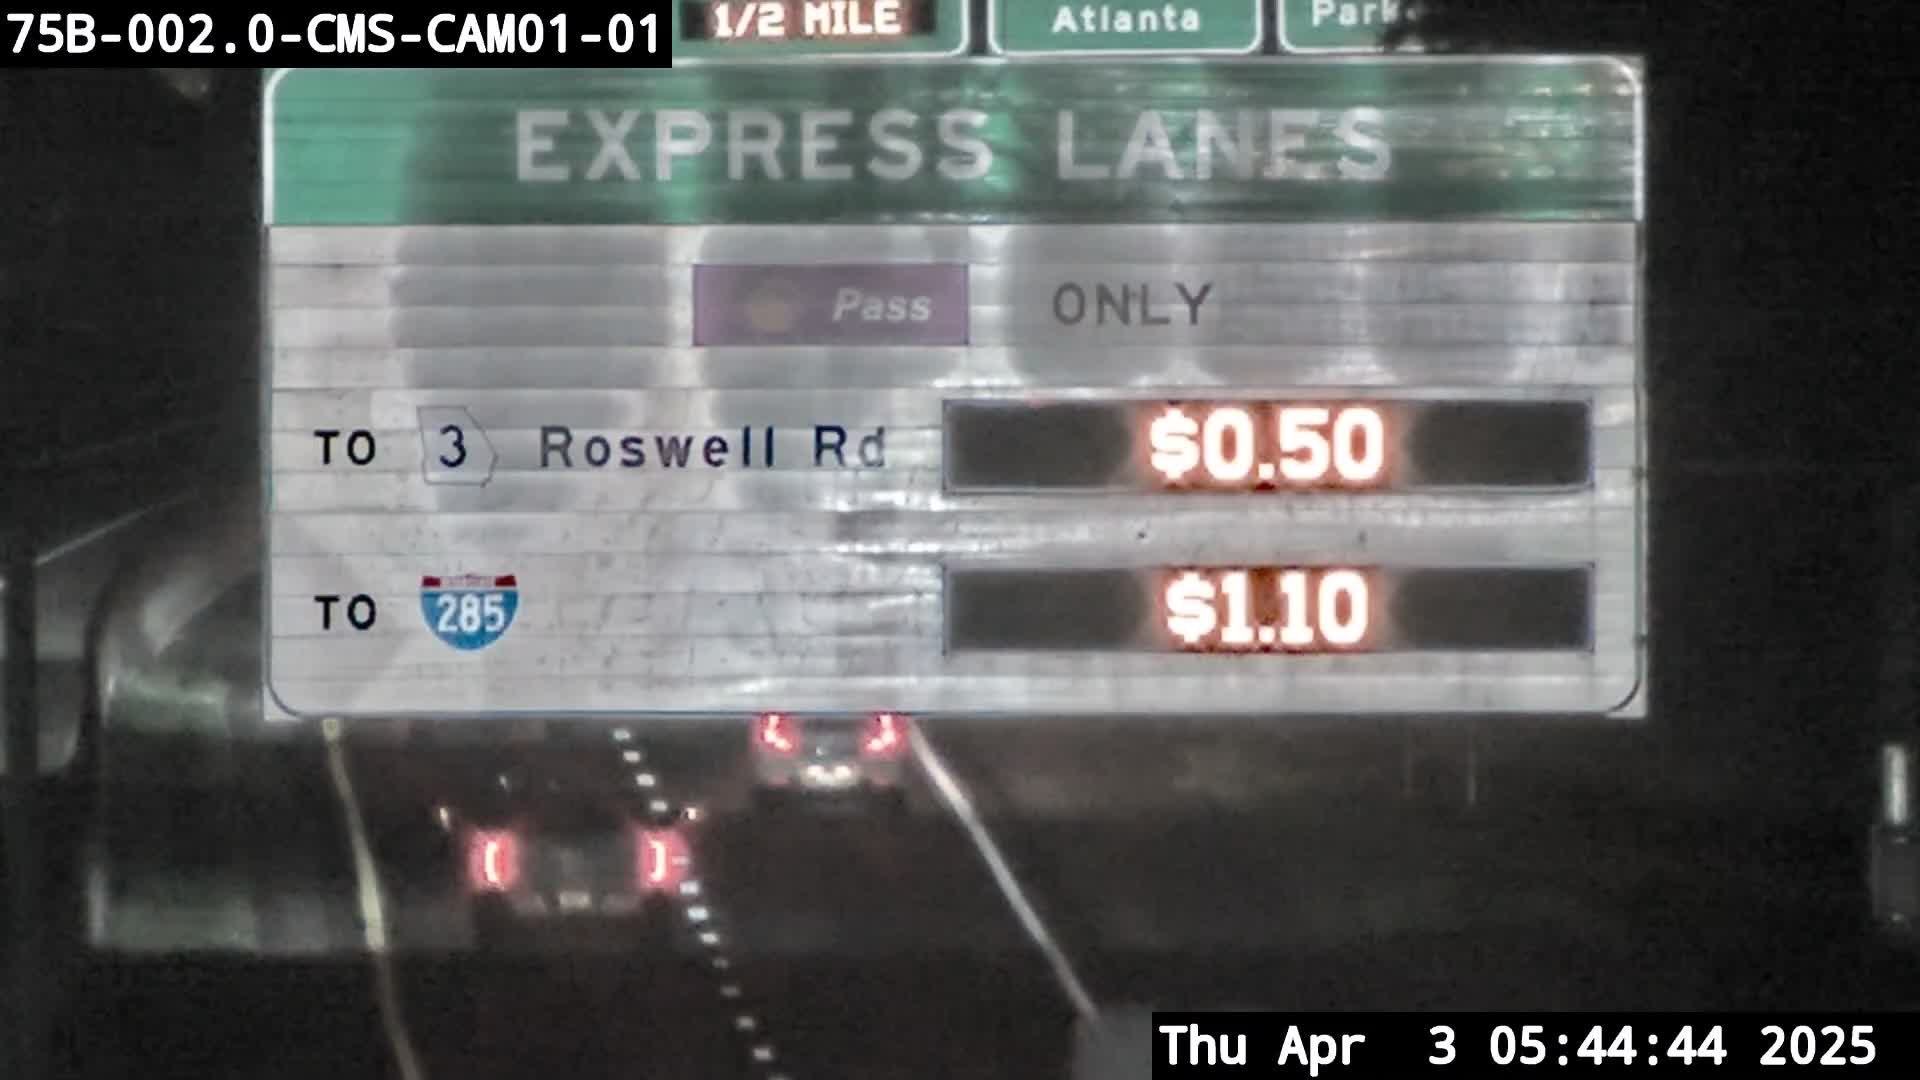 75B-002.0-CMS-CAM01-01
1/2 MILE
Atlanta
Park
EXPRESS LANES
Pass ONLY
TO 3 Roswell Rd $0.50
TO 285 $1.10
Thu Apr 3 05:44:44 2025